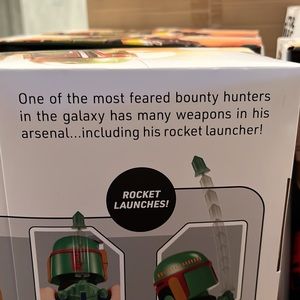 One of the most feared bounty hunters
in the galaxy has many weapons in his
arsenal...including his rocket launcher!
ROCKET
LAUNCHES!